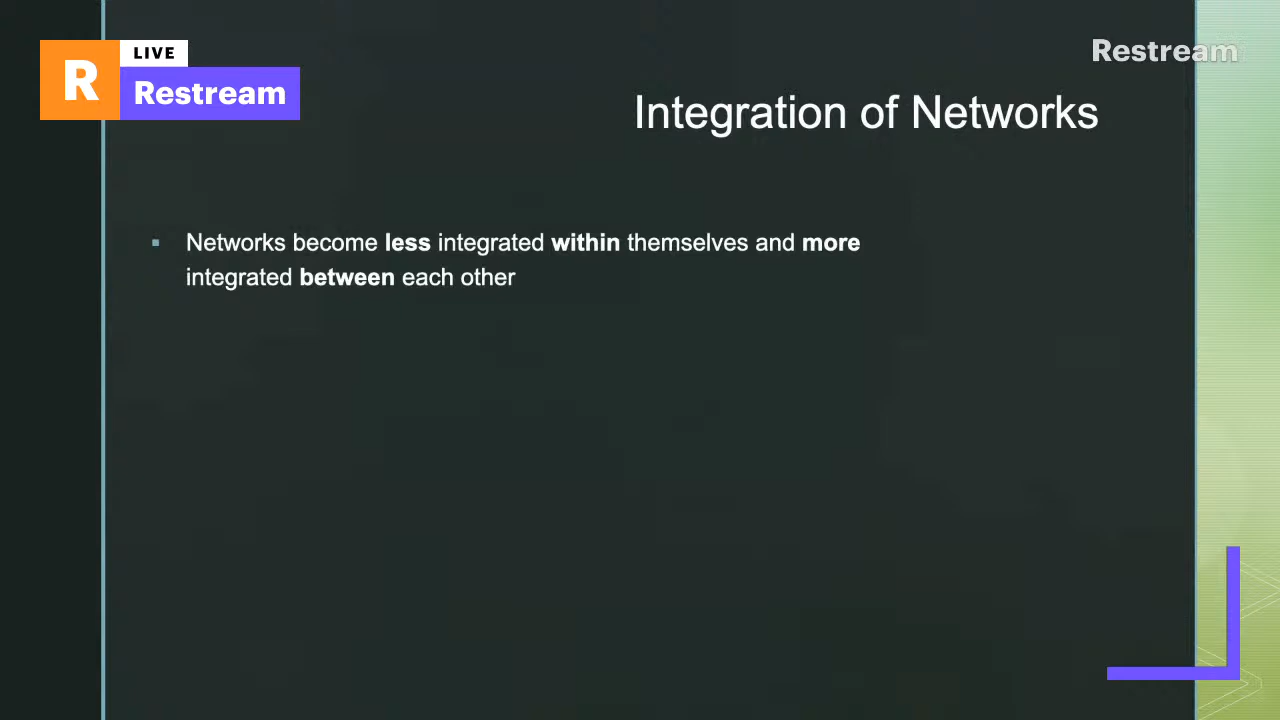 R
LIVE
Restream
Restream
Integration of Networks
Networks become less integrated within themselves and more
integrated between each other